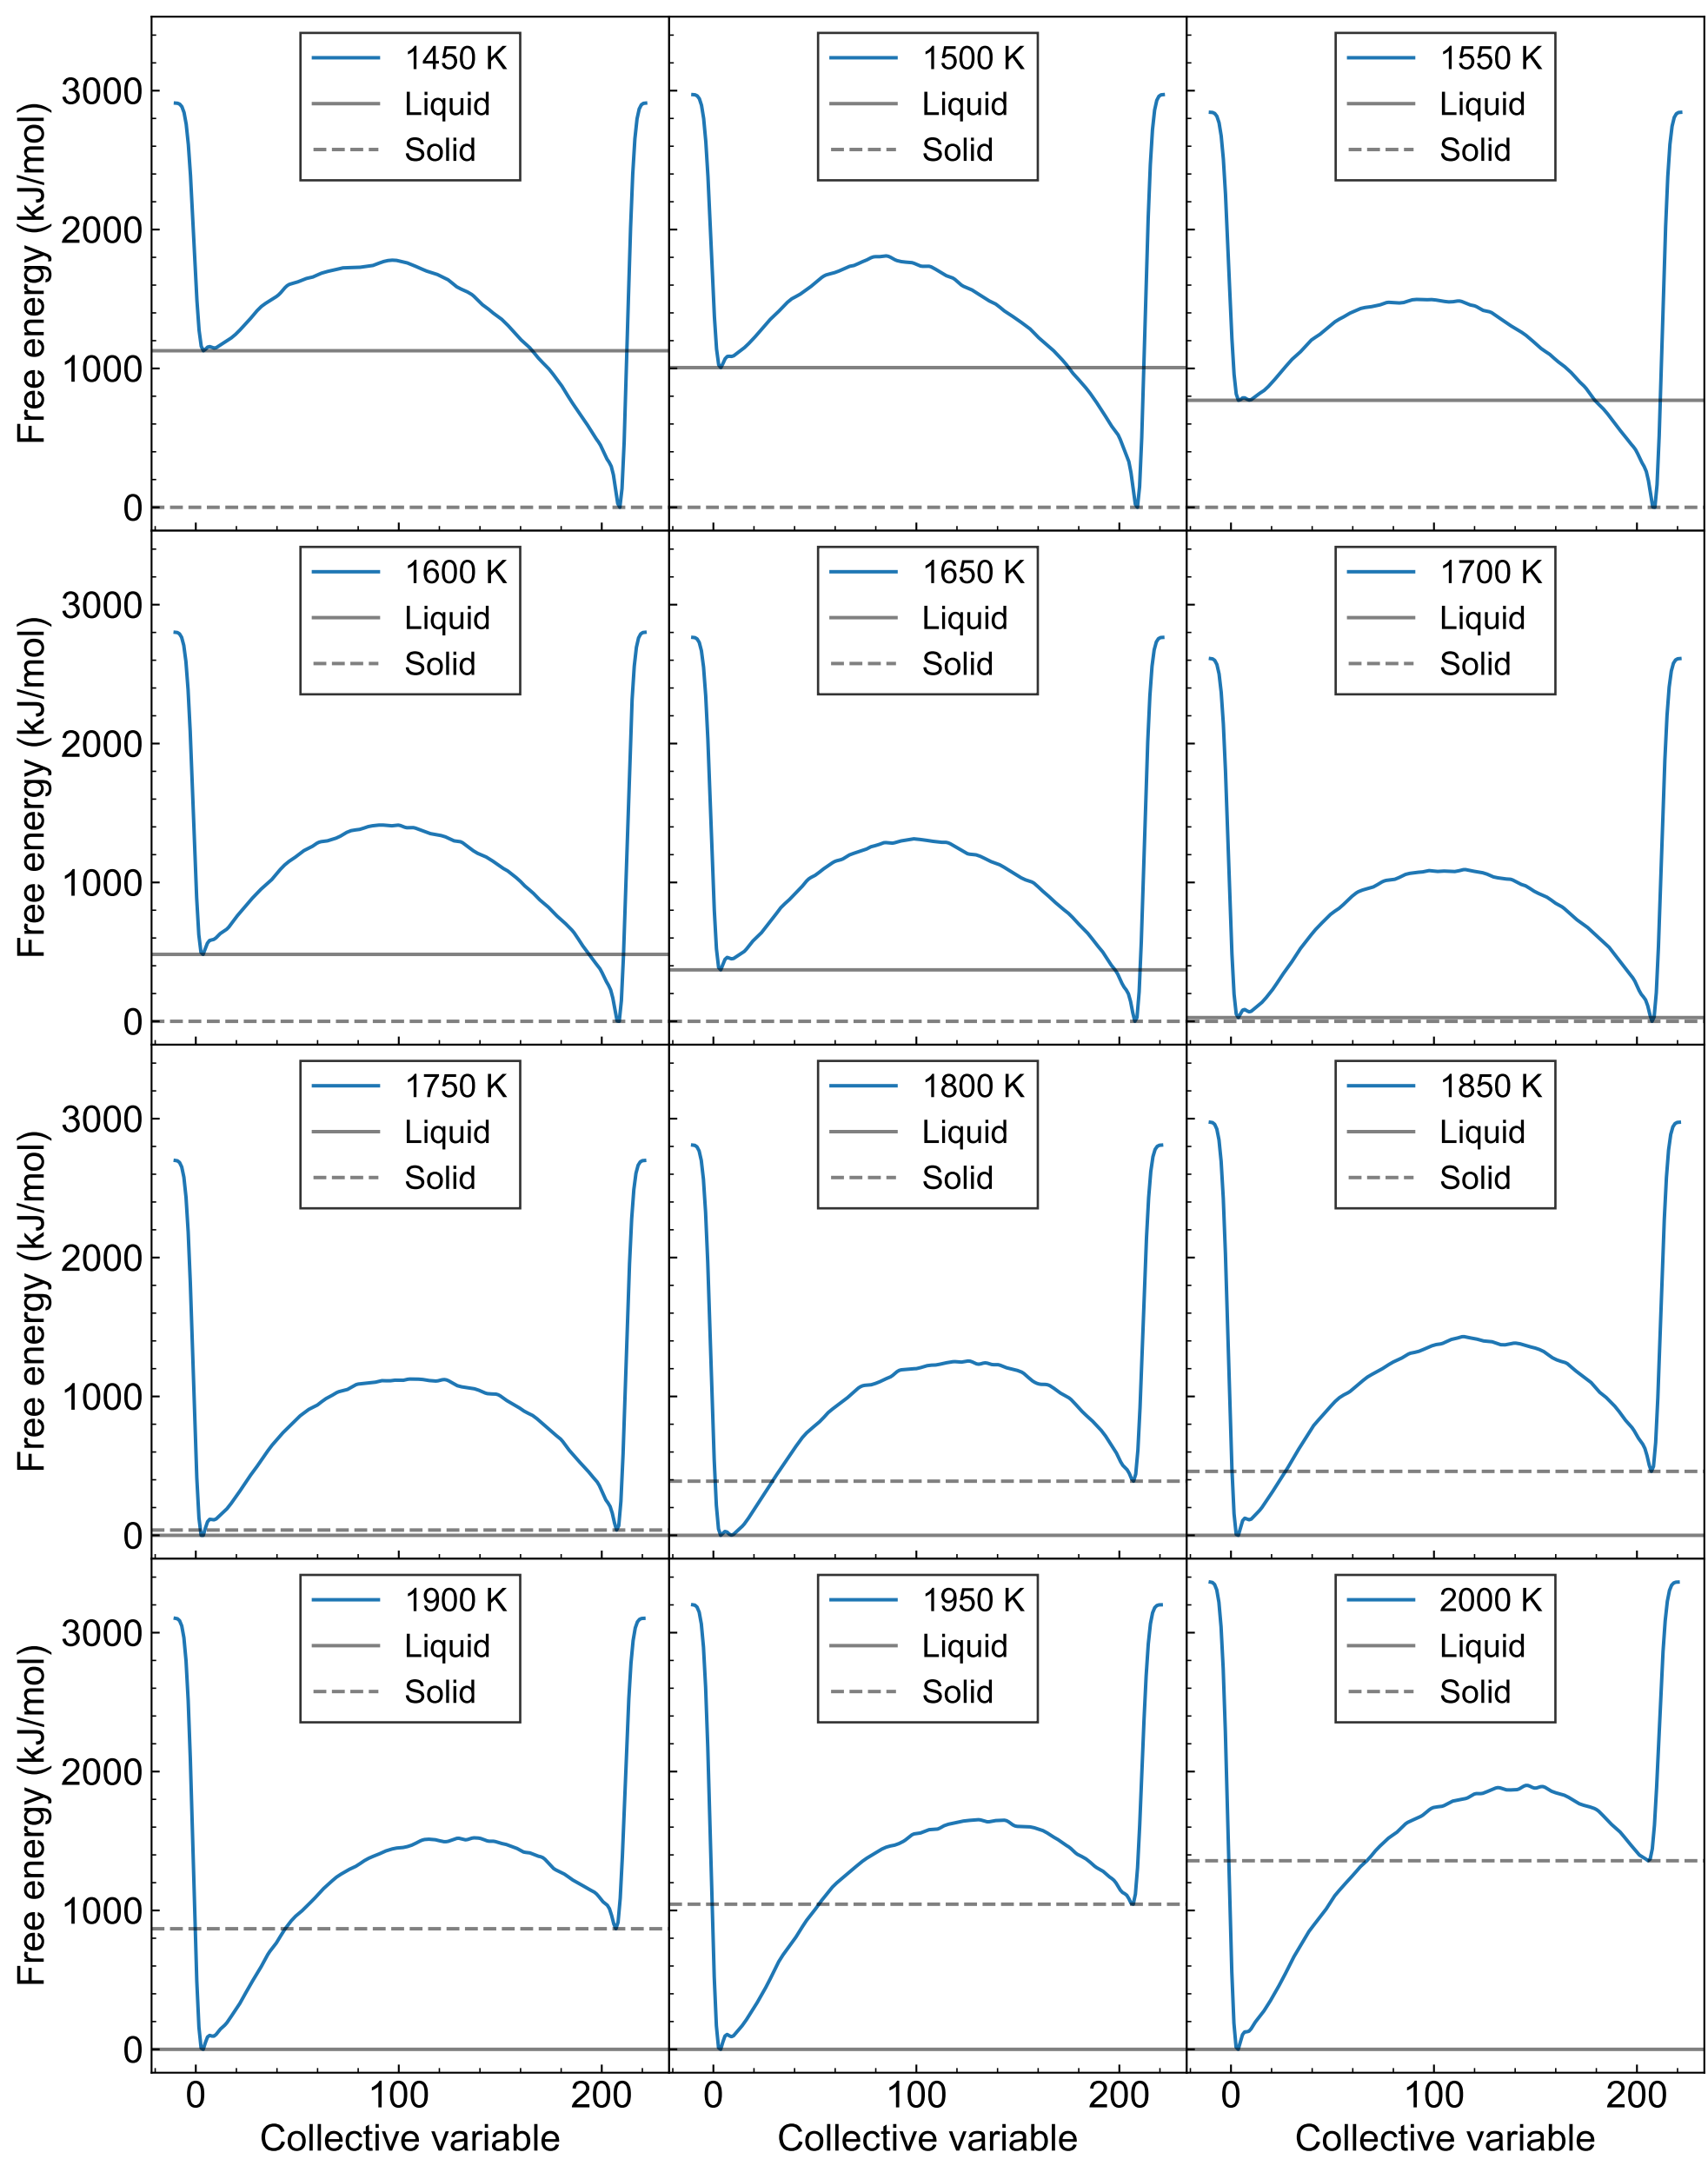 1450 K
Liquid
Solid
1500 K
Liquid
Solid
1550 K
Liquid
Solid
3000
2000
1000
0
Free energy (kJ/mol)
1600 K
Liquid
Solid
1650 K
Liquid
Solid
1700 K
Liquid
Solid
3000
2000
1000
0
Free energy (kJ/mol)
1750 K
Liquid
Solid
1800 K
Liquid
Solid
1850 K
Liquid
Solid
3000
2000
1000
0
Free energy (kJ/mol)
1900 K
Liquid
Solid
1950 K
Liquid
Solid
2000 K
Liquid
Solid
3000
2000
1000
0
Free energy (kJ/mol)
0 100 200
0 100 200
0 100 200
Collective variable
Collective variable
Collective variable